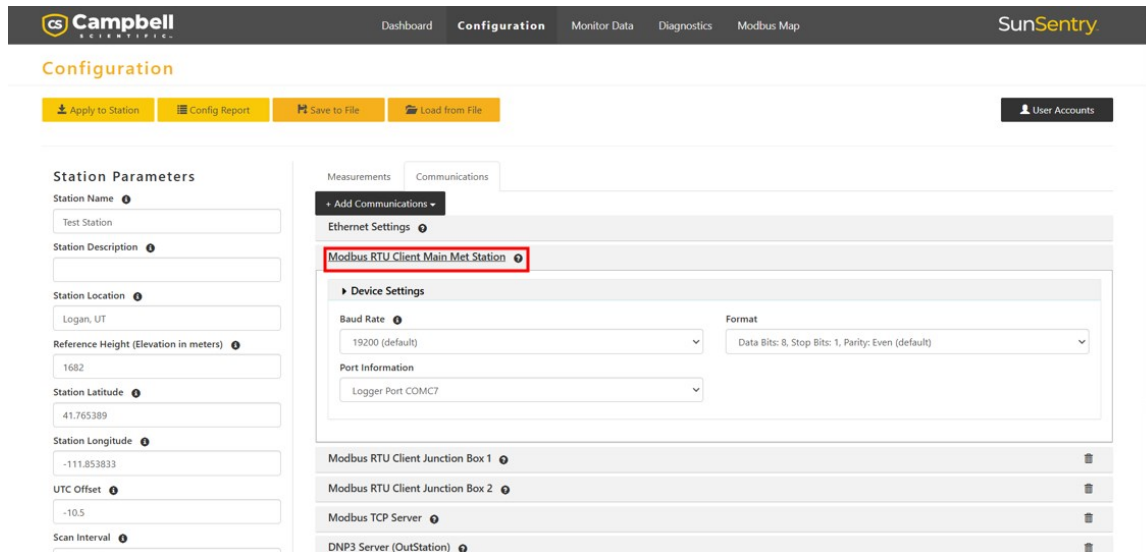 CS Campbell
SCIENTIFIC
Dashboard Configuration Monitor Data Diagnostics Modbus Map
SunSentry
Configuration
Apply to Station Config Report Save to File Load from File User Accounts
Station Parameters
Station Name
Test Station
Station Description
Station Location
Logan, UT
Reference Height (Elevation in meters)
1682
Station Latitude
41.765389
Station Longitude
-111.853833
UTC Offset
-10.5
Scan Interval
Measurements Communications
+ Add Communications
Ethernet Settings
Modbus RTU Client Main Met Station
Device Settings
Baud Rate
19200 (default)
Format
Data Bits: 8, Stop Bits: 1, Parity: Even (default)
Port Information
Logger Port COMC7
Modbus RTU Client Junction Box 1
Modbus RTU Client Junction Box 2
Modbus TCP Server
DNP3 Server (OutStation)